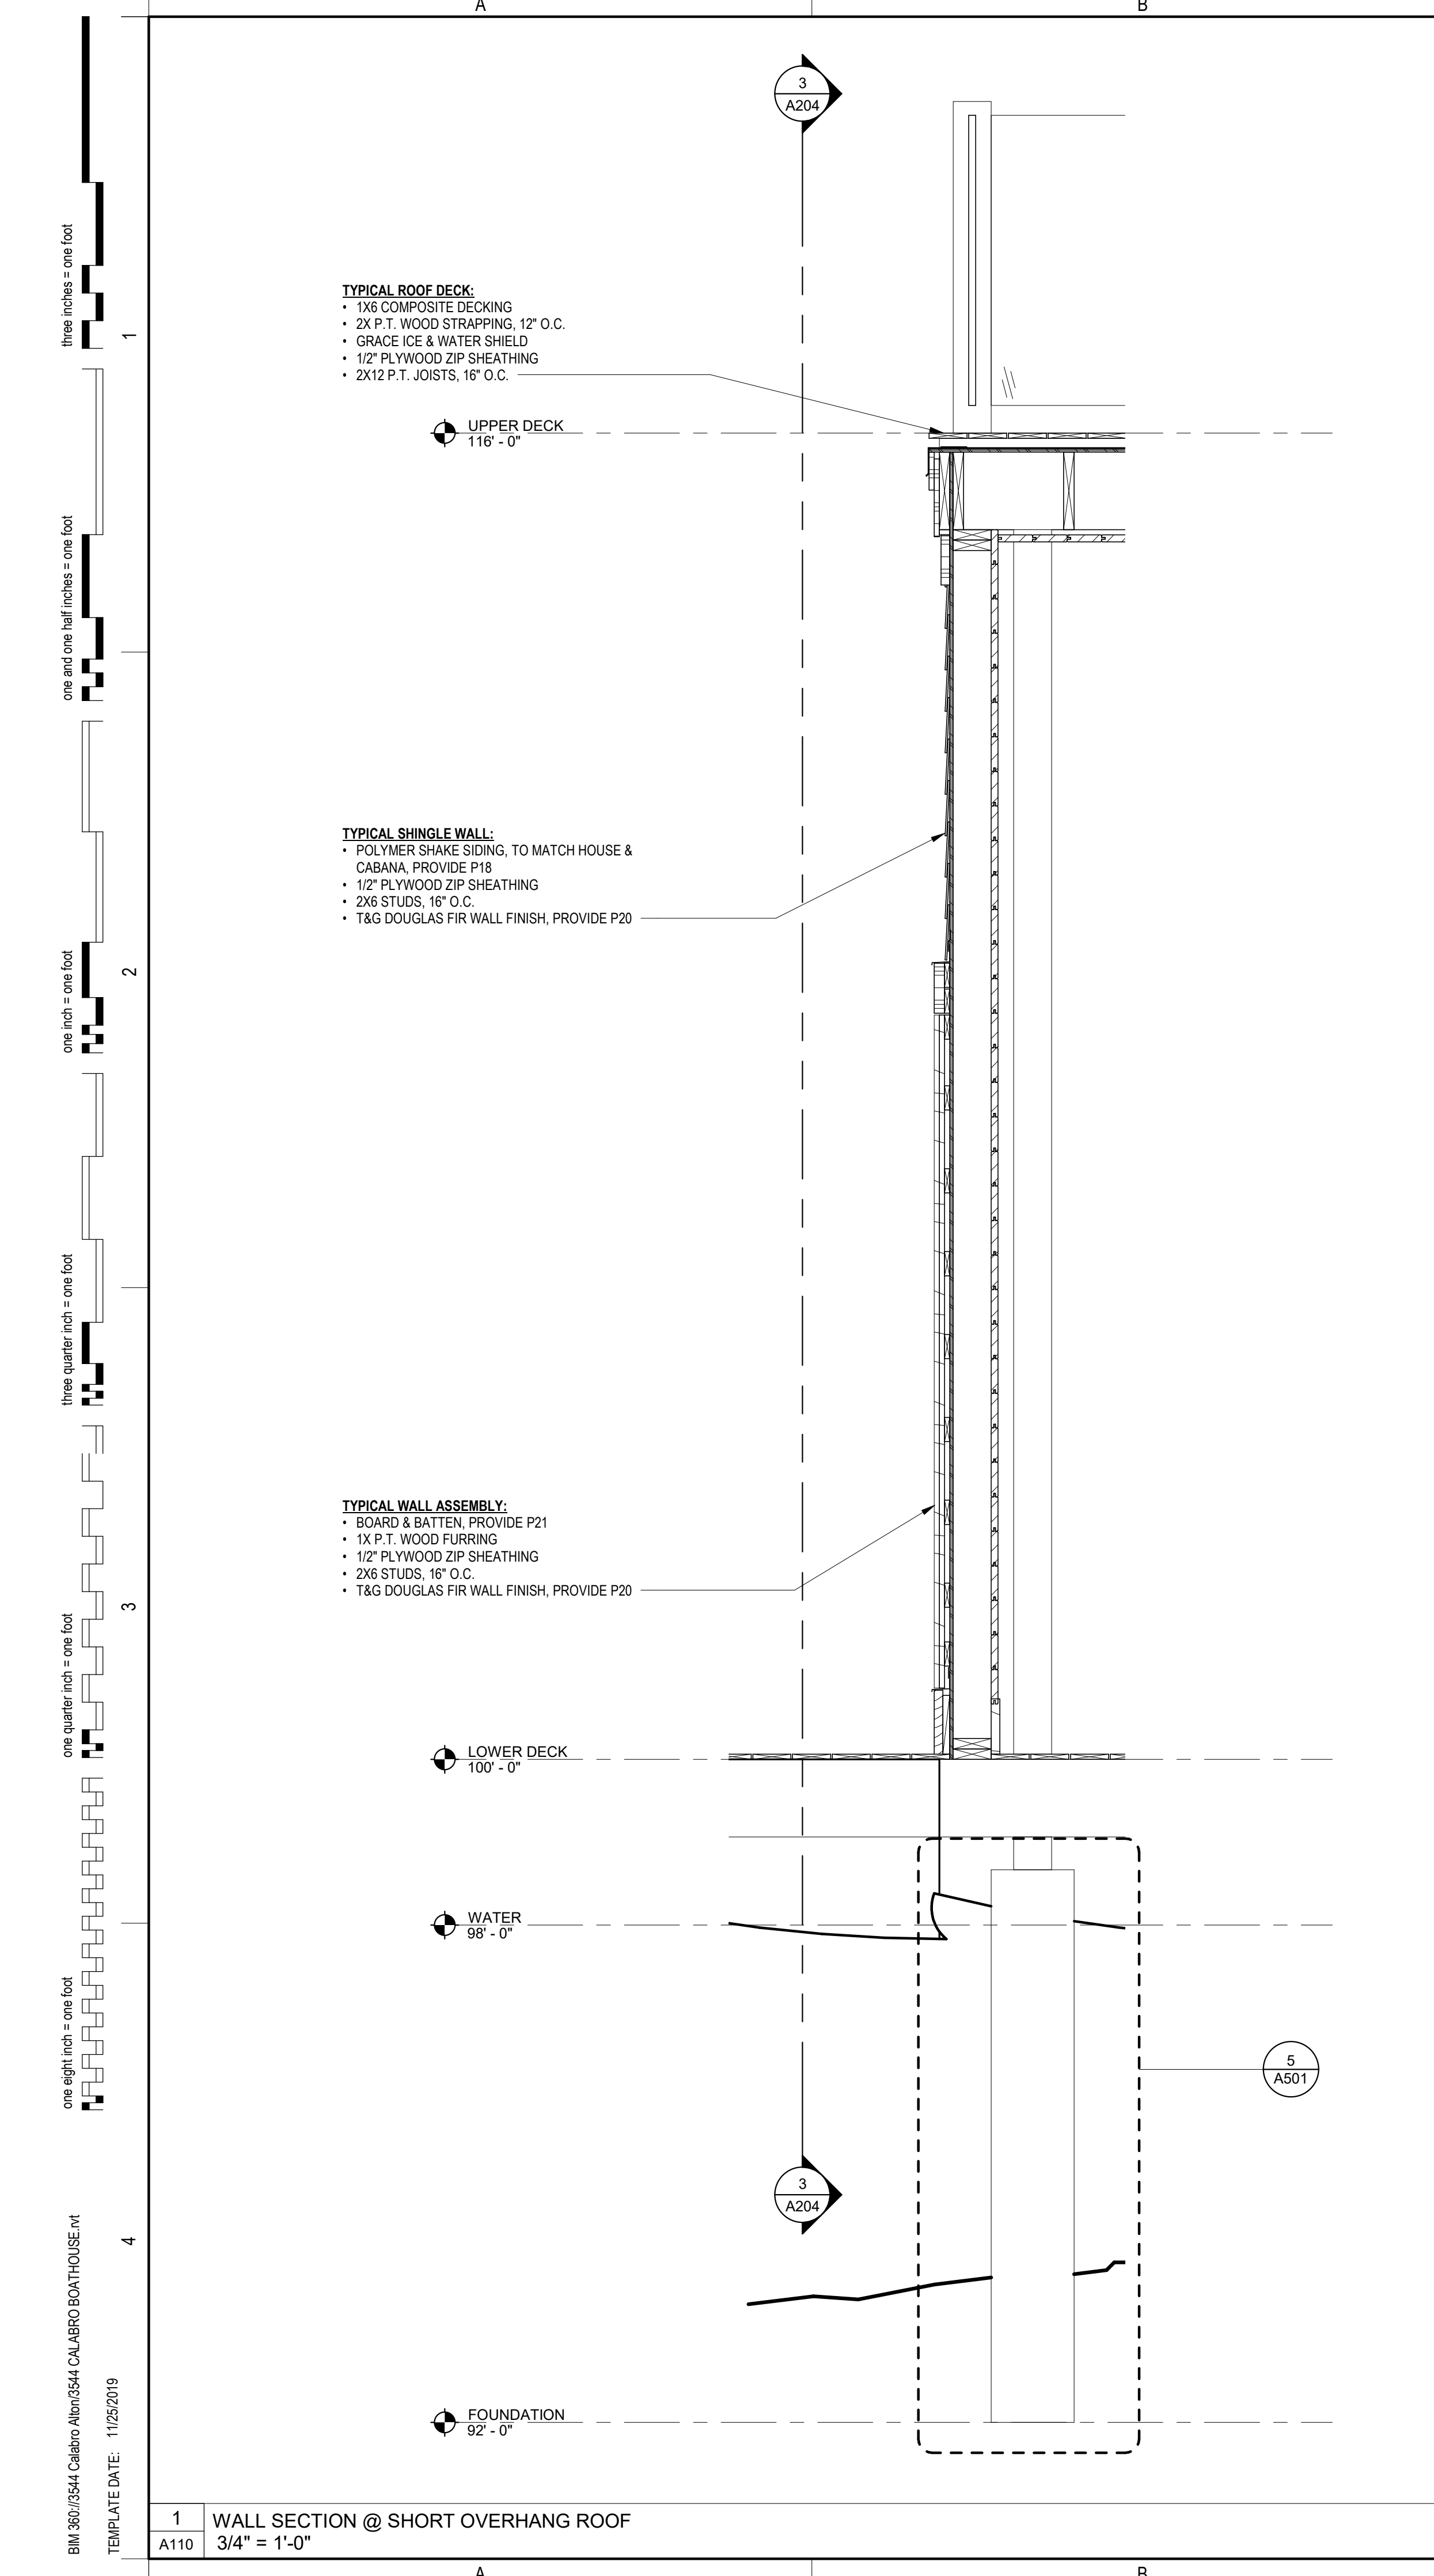 A
B
3
A204
three inches = one foot
1
TYPICAL ROOF DECK:
• 1X6 COMPOSITE DECKING
• 2X P.T. WOOD STRAPPING, 12" O.C.
• GRACE ICE & WATER SHIELD
• 1/2" PLYWOOD ZIP SHEATHING
• 2X12 P.T. JOISTS, 16" O.C.
UPPER DECK
116' - 0"
one and one half inches = one foot
TYPICAL SHINGLE WALL:
• POLYMER SHAKE SIDING, TO MATCH HOUSE &
CABANA, PROVIDE P18
• 1/2" PLYWOOD ZIP SHEATHING
• 2X6 STUDS, 16" O.C.
• T&G DOUGLAS FIR WALL FINISH, PROVIDE P20
one inch = one foot
2
three quarter inch = one foot
TYPICAL WALL ASSEMBLY:
• BOARD & BATTEN, PROVIDE P21
• 1X P.T. WOOD FURRING
• 1/2" PLYWOOD ZIP SHEATHING
• 2X6 STUDS, 16" O.C.
• T&G DOUGLAS FIR WALL FINISH, PROVIDE P20
one quarter inch = one foot
3
LOWER DECK
100' - 0"
WATER
98' - 0"
one eight inch = one foot
5
A501
3
A204
4
FOUNDATION
92' - 0"
BIM 360://3544 Calabro Alton/3544 CALABRO BOATHOUSE.rvt
TEMPLATE DATE: 11/25/2019
1
A110
WALL SECTION @ SHORT OVERHANG ROOF
3/4" = 1'-0"
A
B